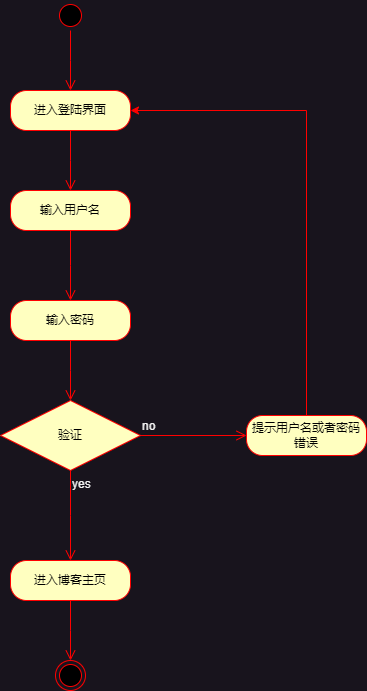 进入登陆界面
输入用户名
输入密码
验证
no
提示用户名或者密码
错误
yes
进入博客主页